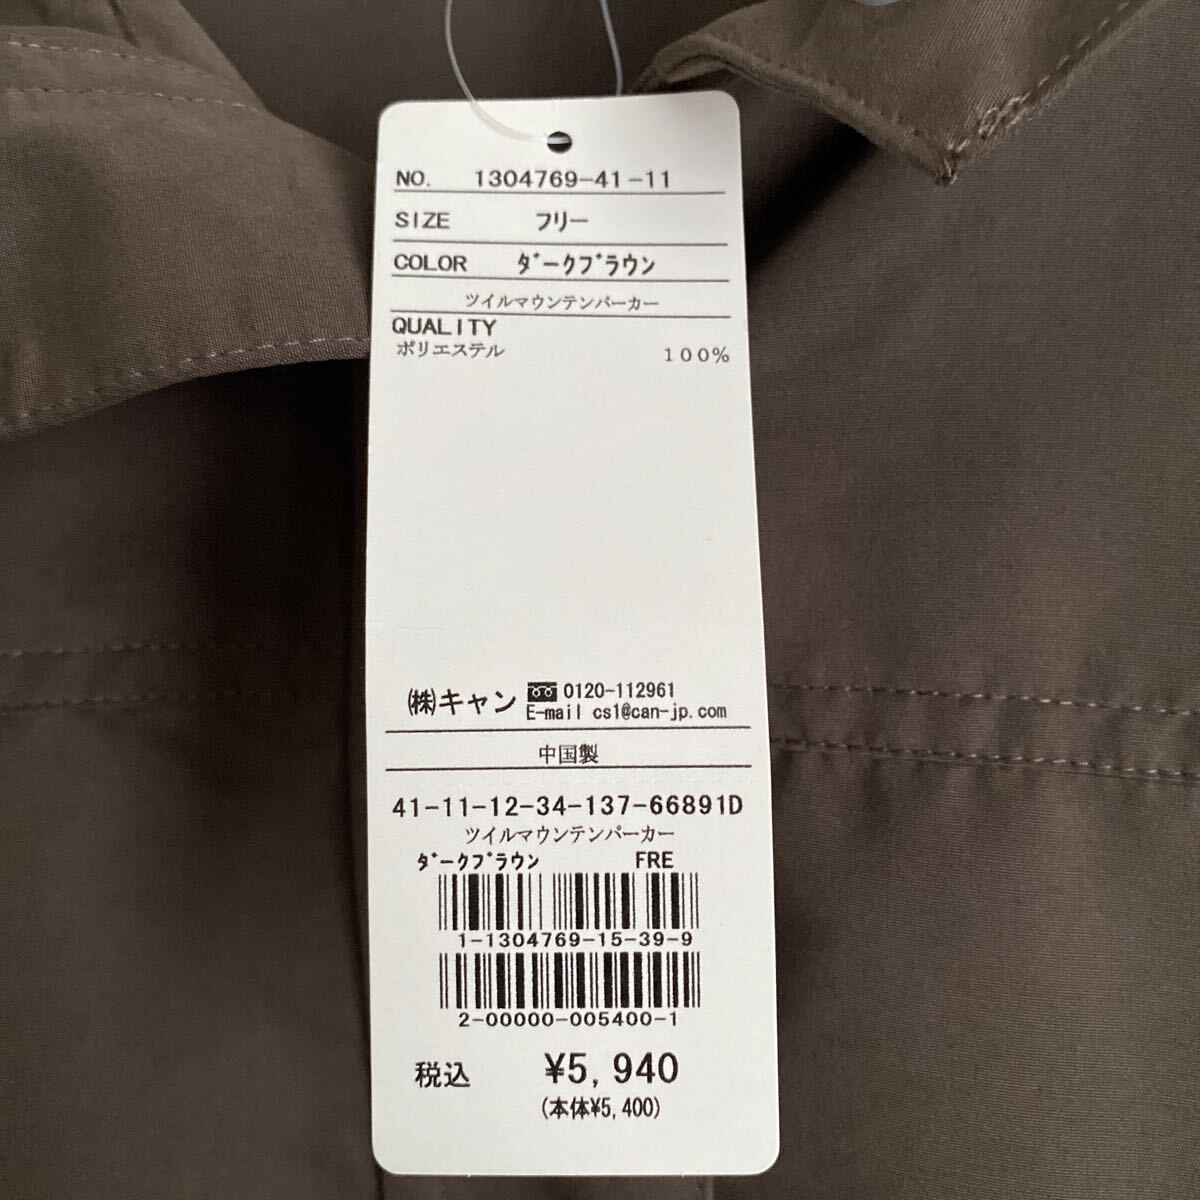 NO. 1304769-41-11
SIZE フリー
COLOR ﾀﾞｰｸﾌﾞﾗｳﾝ
ツイルマウンテンパーカー
QUALITY
ポリエステル 100%
㈱キャン 0120-112961
E-mail cs1@can-jp.com
中国製
41-11-12-34-137-66891D
ツイルマウンテンパーカー
ﾀﾞｰｸﾌﾞﾗｳﾝ FRE
1-1304769-15-39-9
2-00000-005400-1
税込 ¥5,940
(本体¥5,400)